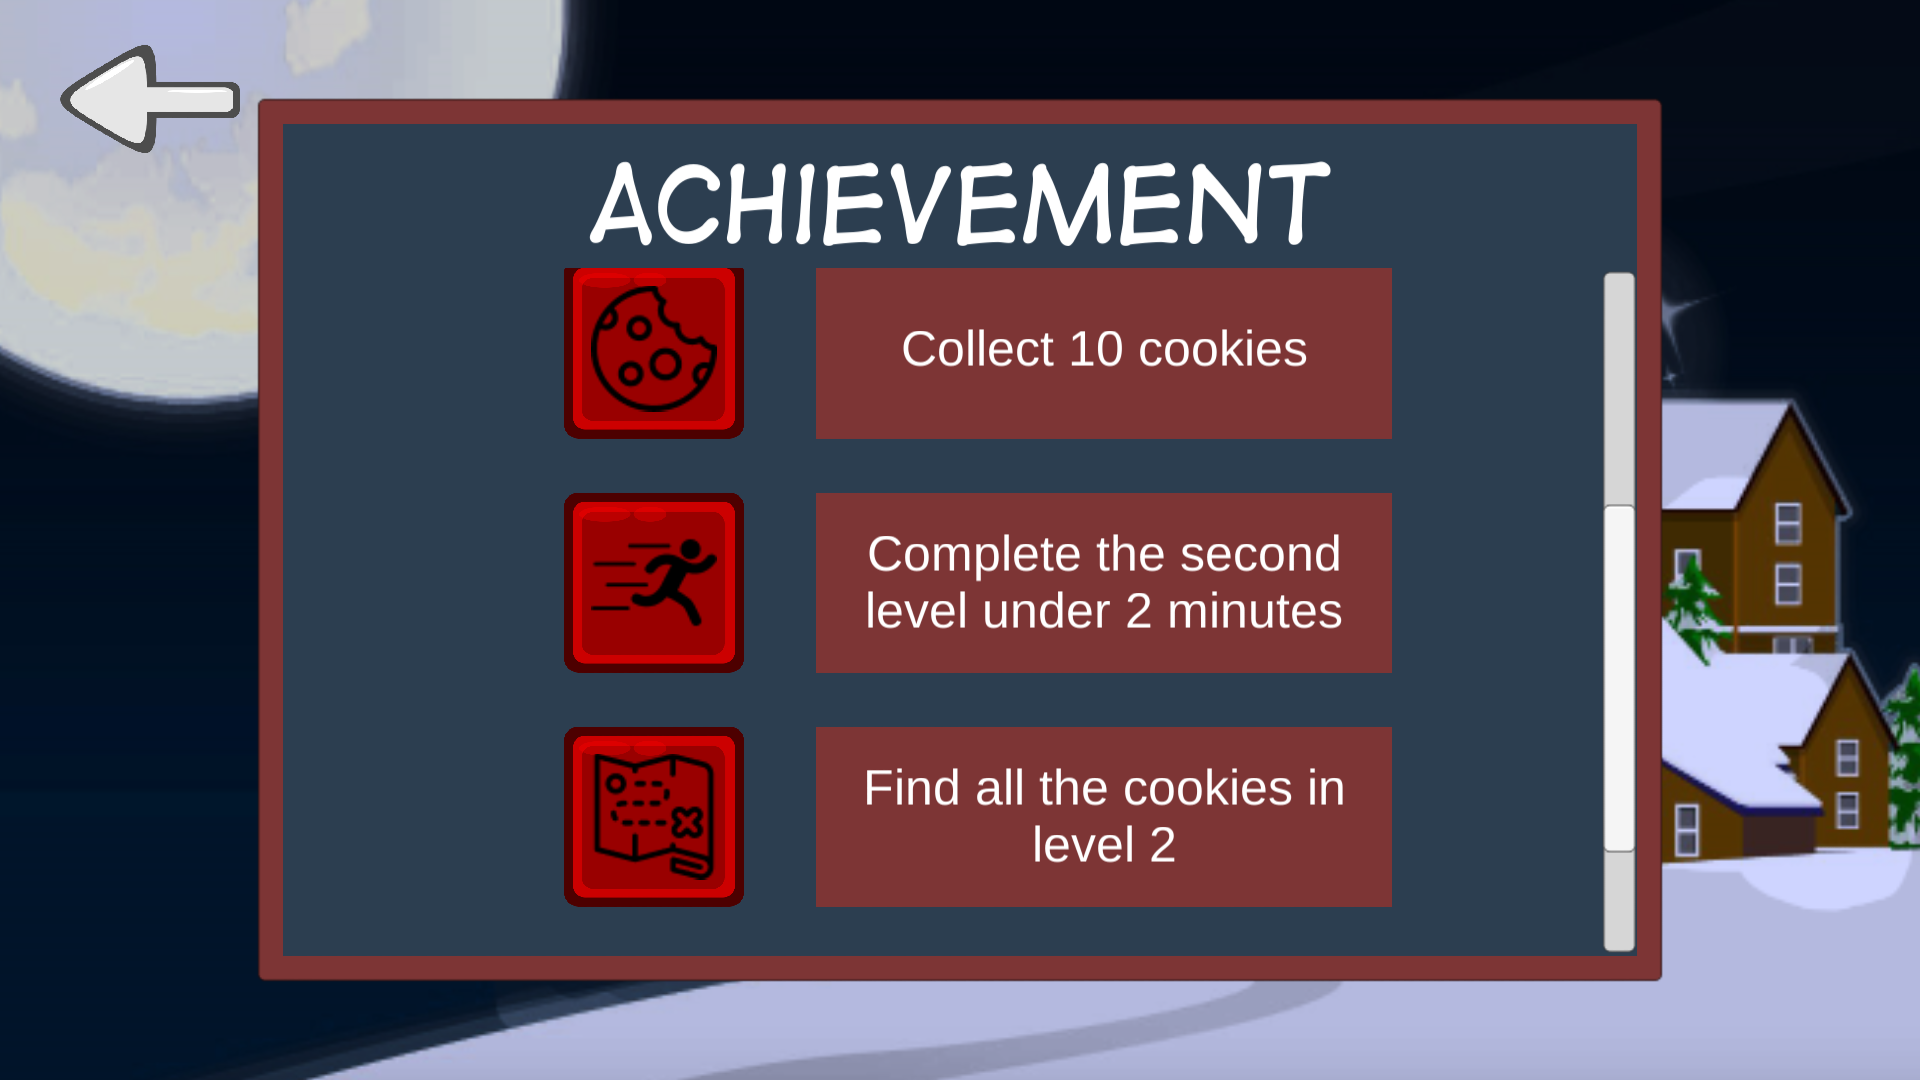 ACHIEVEMENT
Collect 10 cookies
Complete the second
level under 2 minutes
Find all the cookies in
level 2